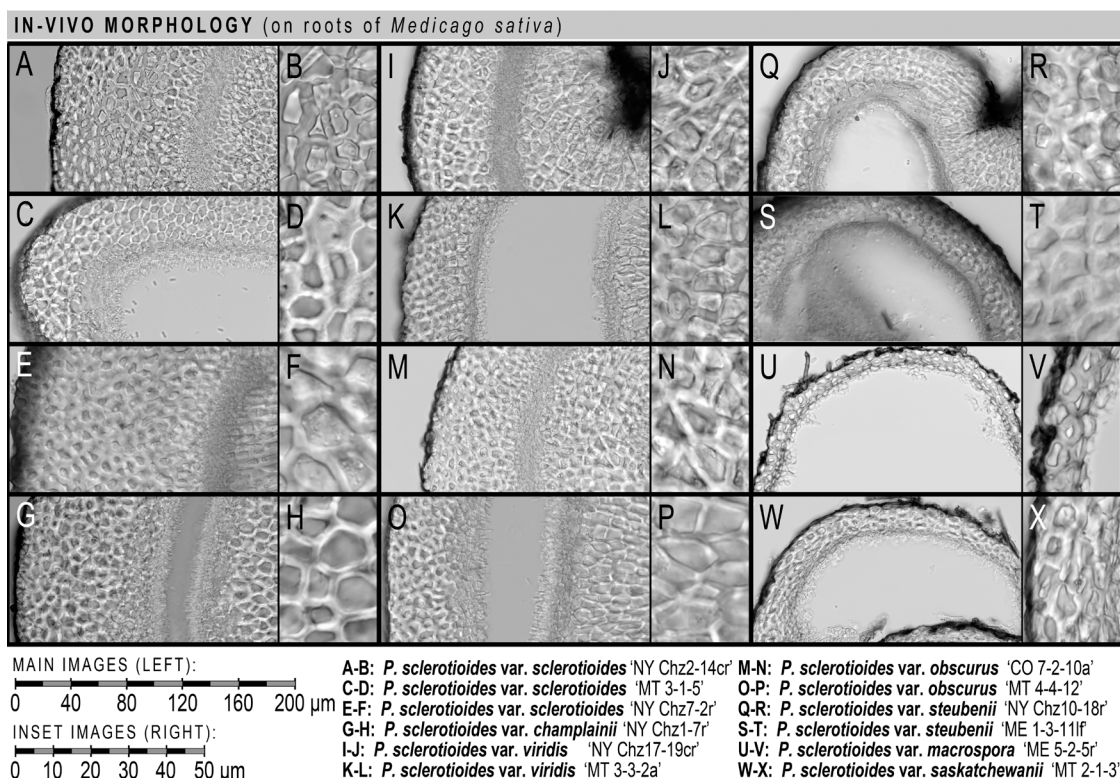 IN-VIVO MORPHOLOGY (on roots of Medicago sativa)
A B I J Q R
C D K L S T
E F M N U V
G H O P W X
MAIN IMAGES (LEFT):
0 40 80 120 160 200 µm
INSET IMAGES (RIGHT):
0 10 20 30 40 50 µm
A-B: P. sclerotioides var. sclerotioides 'NY Chz2-14cr'
C-D: P. sclerotioides var. sclerotioides 'MT 3-1-5'
E-F: P. sclerotioides var. sclerotioides 'NY Chz7-2r'
G-H: P. sclerotioides var. champlainii 'NY Chz1-7r'
I-J: P. sclerotioides var. viridis 'NY Chz17-19cr'
K-L: P. sclerotioides var. viridis 'MT 3-3-2a'
M-N: P. sclerotioides var. obscurus 'CO 7-2-10a'
O-P: P. sclerotioides var. obscurus 'MT 4-4-12'
Q-R: P. sclerotioides var. steubenii 'NY Chz10-18r'
S-T: P. sclerotioides var. steubenii 'ME 1-3-11lf'
U-V: P. sclerotioides var. macrospora 'ME 5-2-5r'
W-X: P. sclerotioides var. saskatchewanii 'MT 2-1-3'